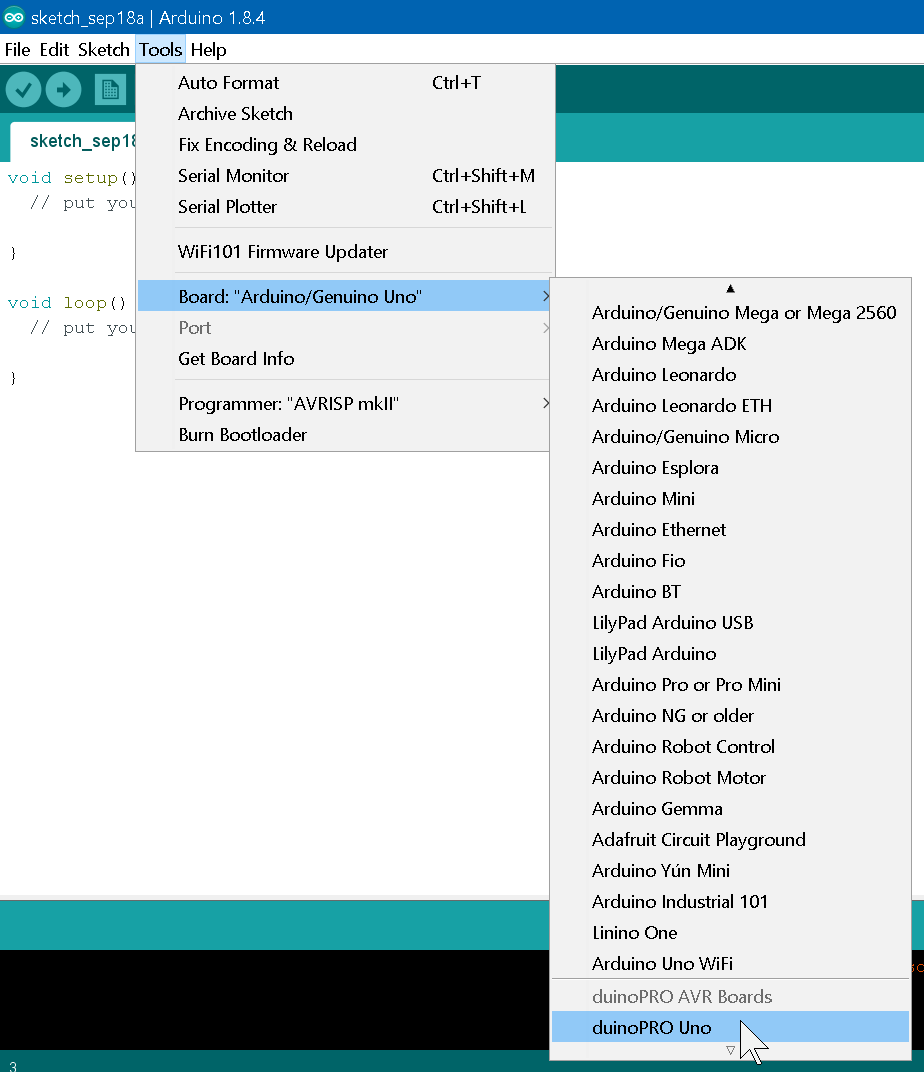 sketch_sep18a | Arduino 1.8.4
File Edit Sketch Tools Help
sketch_sep18
void setup()
// put you
}
void loop()
// put you
}
Auto Format Ctrl+T
Archive Sketch
Fix Encoding & Reload
Serial Monitor Ctrl+Shift+M
Serial Plotter Ctrl+Shift+L
WiFi101 Firmware Updater
Board: "Arduino/Genuino Uno"
Port
Get Board Info
Programmer: "AVRISP mkII"
Burn Bootloader
Arduino/Genuino Mega or Mega 2560
Arduino Mega ADK
Arduino Leonardo
Arduino Leonardo ETH
Arduino/Genuino Micro
Arduino Esplora
Arduino Mini
Arduino Ethernet
Arduino Fio
Arduino BT
LilyPad Arduino USB
LilyPad Arduino
Arduino Pro or Pro Mini
Arduino NG or older
Arduino Robot Control
Arduino Robot Motor
Arduino Gemma
Adafruit Circuit Playground
Arduino Yún Mini
Arduino Industrial 101
Linino One
Arduino Uno WiFi
duinoPRO AVR Boards
duinoPRO Uno
3